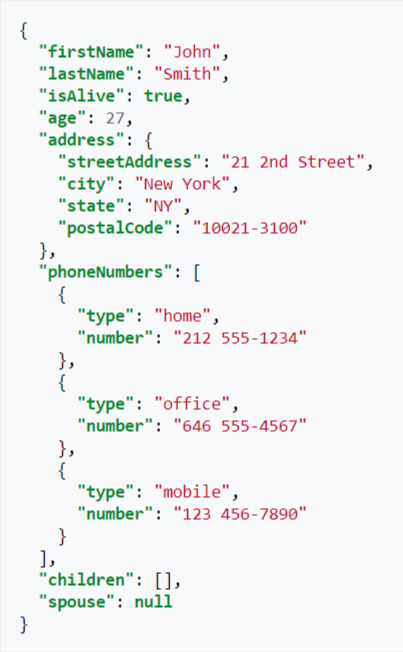 {
  "firstName": "John",
  "lastName": "Smith",
  "isAlive": true,
  "age": 27,
  "address": {
    "streetAddress": "21 2nd Street",
    "city": "New York",
    "state": "NY",
    "postalCode": "10021-3100"
  },
  "phoneNumbers": [
    {
      "type": "home",
      "number": "212 555-1234"
    },
    {
      "type": "office",
      "number": "646 555-4567"
    },
    {
      "type": "mobile",
      "number": "123 456-7890"
    }
  ],
  "children": [],
  "spouse": null
}